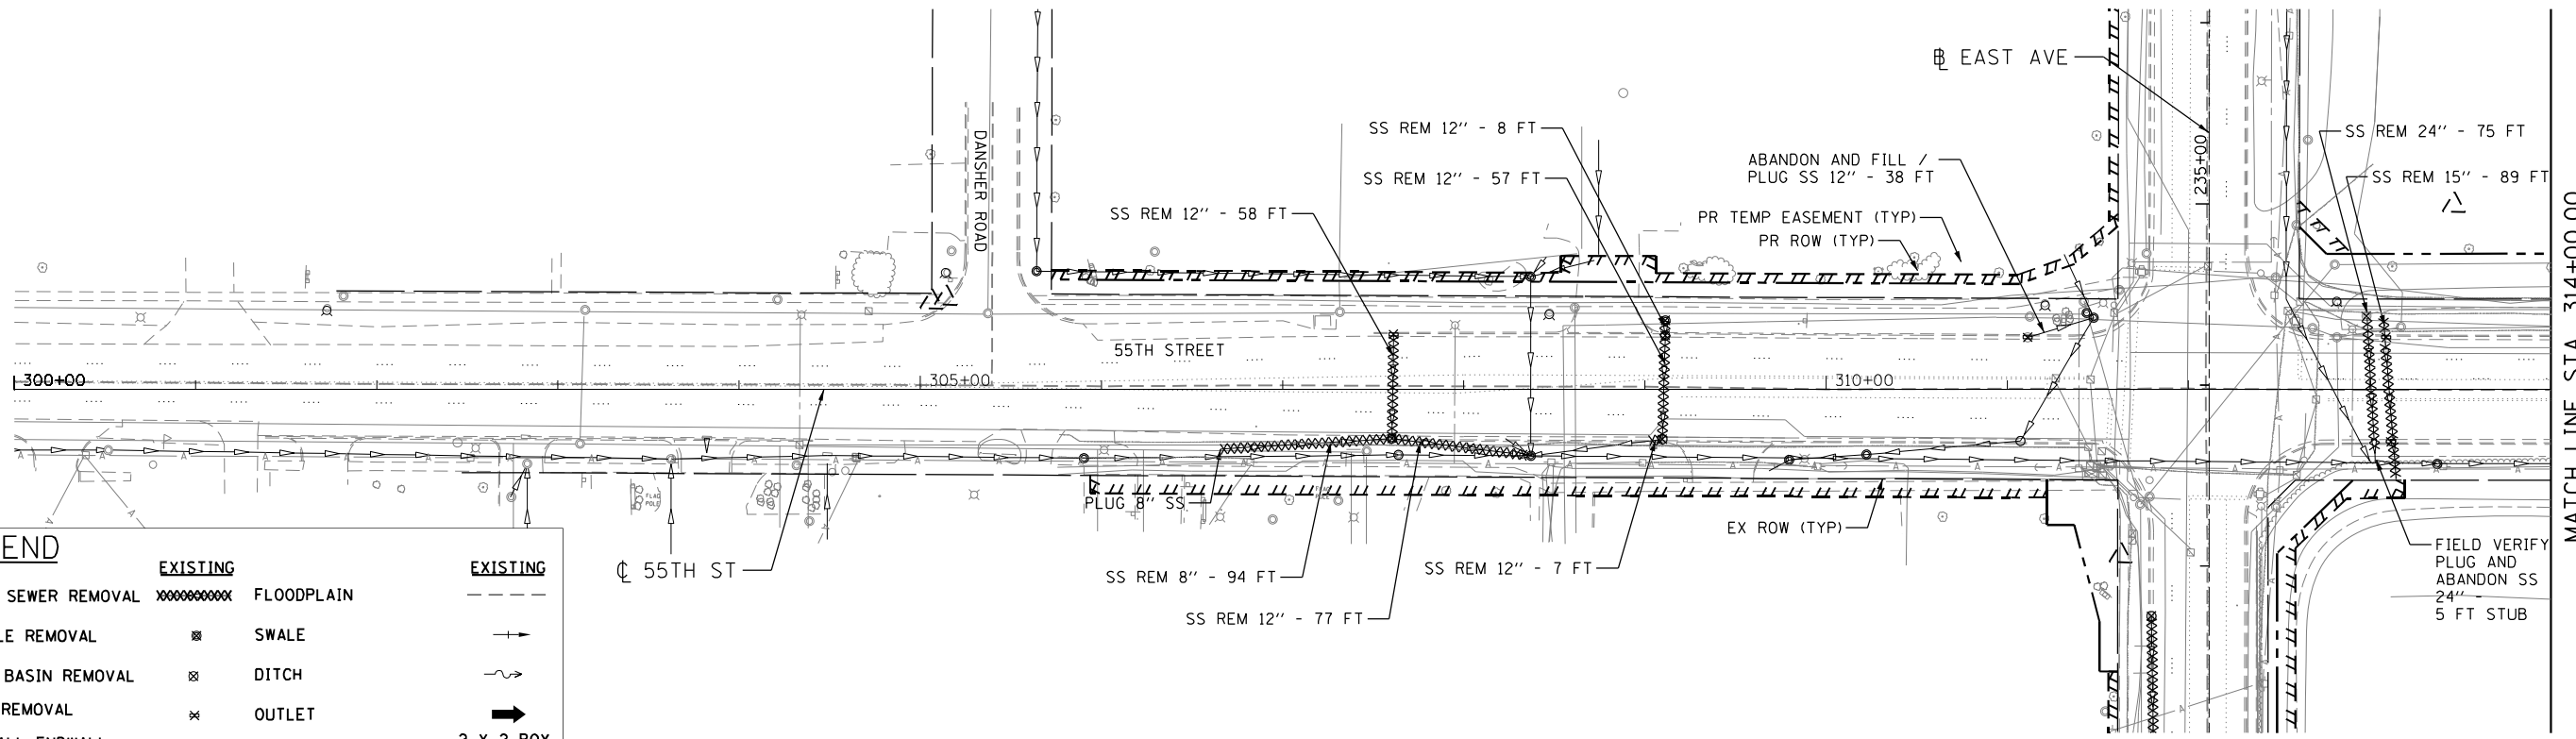 ℄ EAST AVE
DANSHER ROAD
SS REM 12'' - 8 FT
SS REM 12'' - 57 FT
SS REM 12'' - 58 FT
ABANDON AND FILL /
PLUG SS 12'' - 38 FT
PR TEMP EASEMENT (TYP)
PR ROW (TYP)
235+00
SS REM 24'' - 75 FT
SS REM 15'' - 89 FT
MATCH LINE STA. 314+00.00
55TH STREET
300+00
305+00
310+00
PLUG 8'' SS
FLAG
POLE
EX ROW (TYP)
℄ 55TH ST
SS REM 8'' - 94 FT
SS REM 12'' - 7 FT
SS REM 12'' - 77 FT
FIELD VERIFY
PLUG AND
ABANDON SS
24'' -
5 FT STUB
END
EXISTING
EXISTING
SEWER REMOVAL
FLOODPLAIN
LE REMOVAL
SWALE
BASIN REMOVAL
DITCH
REMOVAL
OUTLET